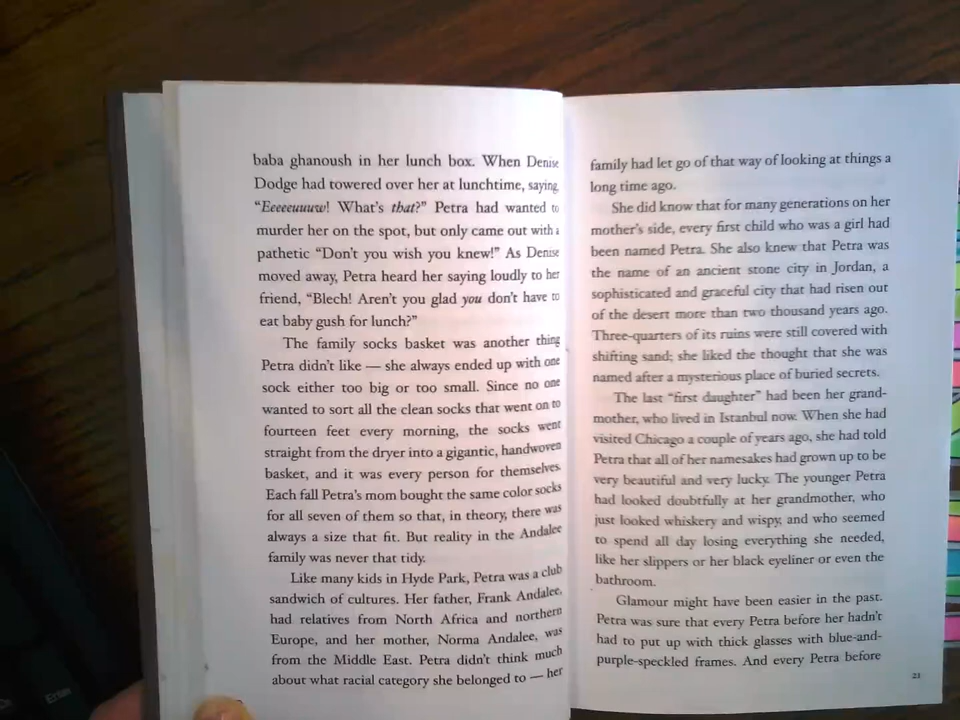 baba ghanoush in her lunch box. When Denise
Dodge had towered over her at lunchtime, saying,
“Eeeeeuuuw! What's that?” Petra had wanted to
murder her on the spot, but only came out with a
pathetic “Don't you wish you knew!” As Denise
moved away, Petra heard her saying loudly to her
friend, “Blech! Aren't you glad you don't have to
eat baby gush for lunch?”
The family socks basket was another thing
Petra didn't like — she always ended up with one
sock either too big or too small. Since no one
wanted to sort all the clean socks that went on to
fourteen feet every morning, the socks went
straight from the dryer into a gigantic, handwoven
basket, and it was every person for themselves.
Each fall Petra's mom bought the same color socks
for all seven of them so that, in theory, there was
always a size that fit. But reality in the Andalee
family was never that tidy.
Like many kids in Hyde Park, Petra was a club
sandwich of cultures. Her father, Frank Andalee,
had relatives from North Africa and northern
Europe, and her mother, Norma Andalee, was
from the Middle East. Petra didn't think much
about what racial category she belonged to — her
family had let go of that way of looking at things a
long time ago.
She did know that for many generations on her
mother's side, every first child who was a girl had
been named Petra. She also knew that Petra was
the name of an ancient stone city in Jordan, a
sophisticated and graceful city that had risen out
of the desert more than two thousand years ago.
Three-quarters of its ruins were still covered with
shifting sand; she liked the thought that she was
named after a mysterious place of buried secrets.
The last “first daughter” had been her grand-
mother, who lived in Istanbul now. When she had
visited Chicago a couple of years ago, she had told
Petra that all of her namesakes had grown up to be
very beautiful and very lucky. The younger Petra
had looked doubtfully at her grandmother, who
just looked whiskery and wispy, and who seemed
to spend all day losing everything she needed,
like her slippers or her black eyeliner or even the
bathroom.
Glamour might have been easier in the past.
Petra was sure that every Petra before her hadn't
had to put up with thick glasses with blue-and-
purple-speckled frames. And every Petra before
21
Enter